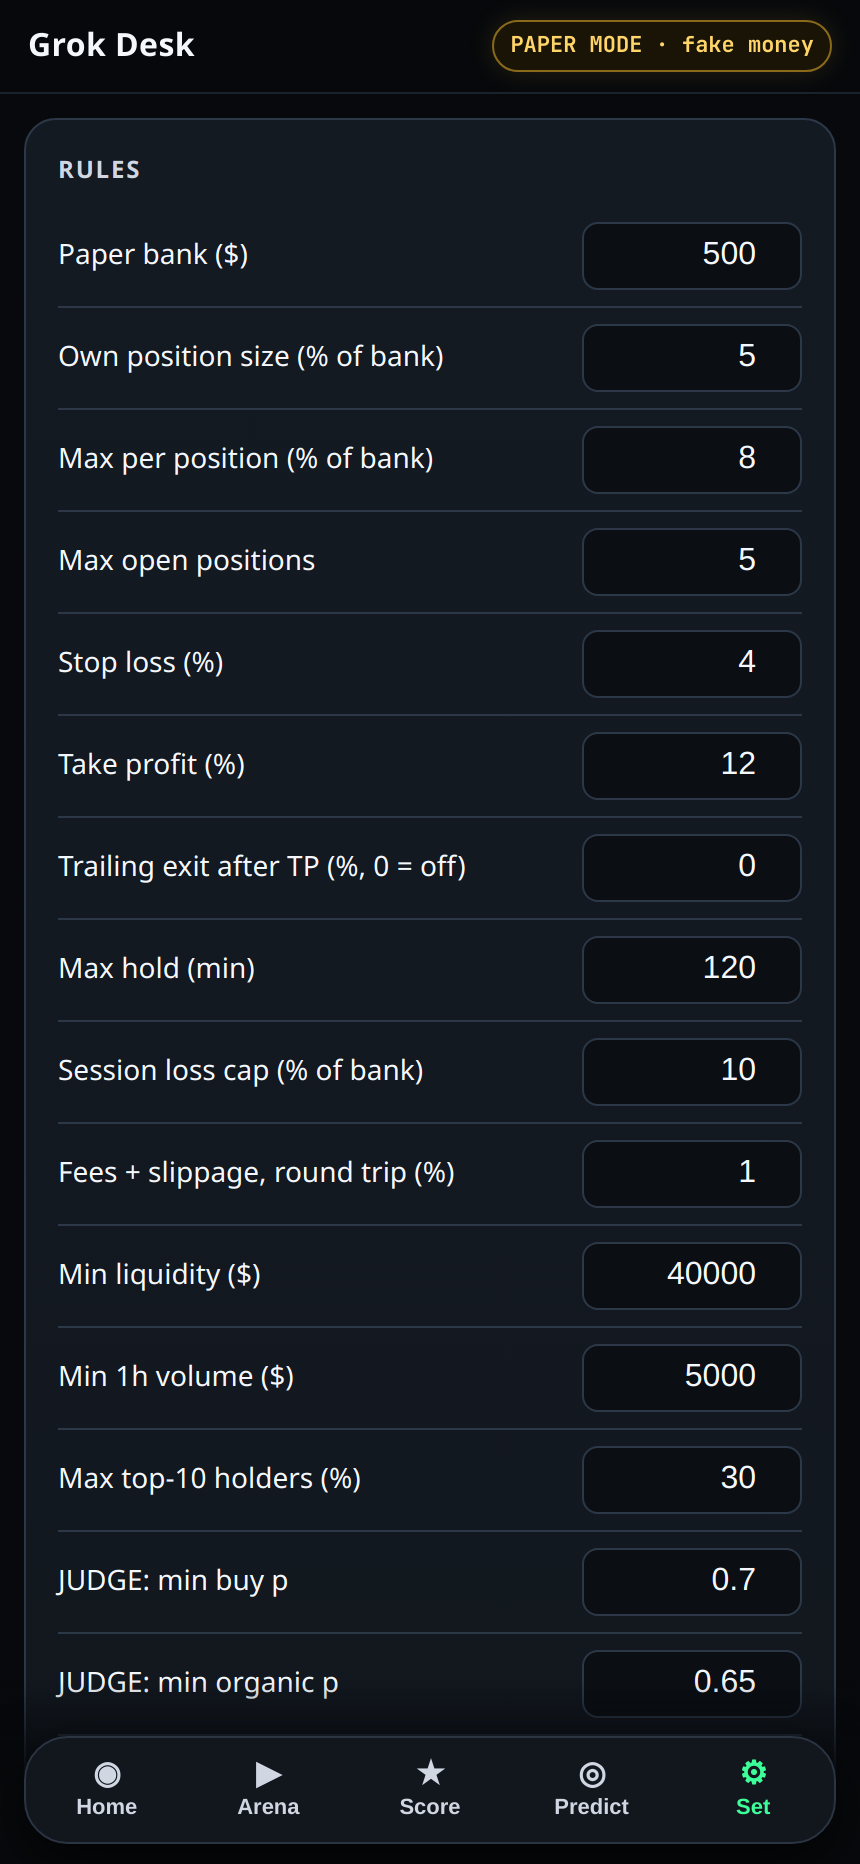 Grok Desk
PAPER MODE · fake money
RULES
Paper bank ($) 500
Own position size (% of bank) 5
Max per position (% of bank) 8
Max open positions 5
Stop loss (%) 4
Take profit (%) 12
Trailing exit after TP (%, 0 = off) 0
Max hold (min) 120
Session loss cap (% of bank) 10
Fees + slippage, round trip (%) 1
Min liquidity ($) 40000
Min 1h volume ($) 5000
Max top-10 holders (%) 30
JUDGE: min buy p 0.7
JUDGE: min organic p 0.65
Home Arena Score Predict Set